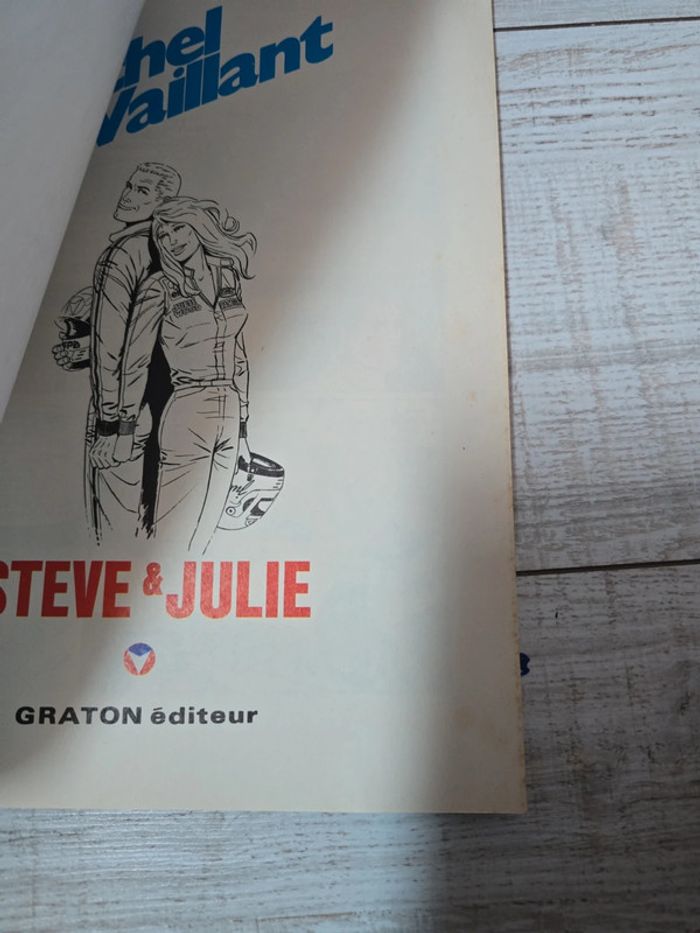 chel
Vaillant
STEVE & JULIE
GRATON éditeur